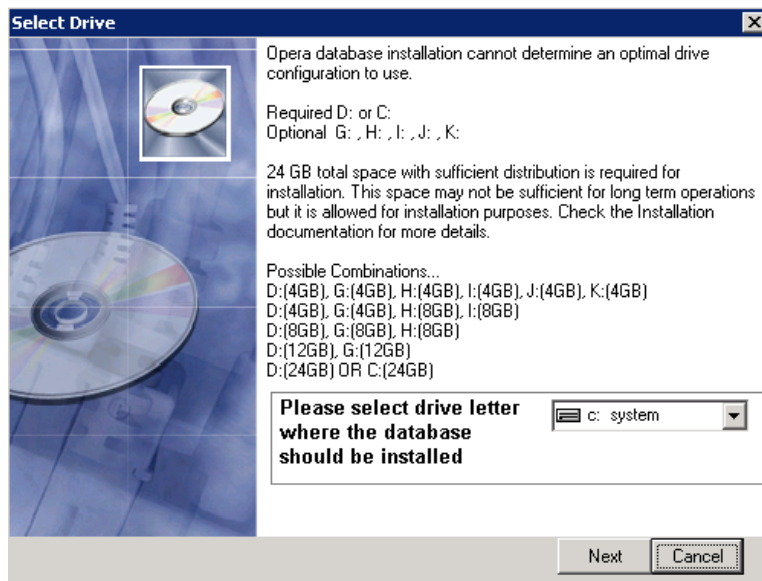 Select Drive
Opera database installation cannot determine an optimal drive
configuration to use.
Required D: or C:
Optional G: , H: , I: , J: , K:
24 GB total space with sufficient distribution is required for
installation. This space may not be sufficient for long term operations
but it is allowed for installation purposes. Check the Installation
documentation for more details.
Possible Combinations...
D:(4GB), G:(4GB), H:(4GB), I:(4GB), J:(4GB), K:(4GB)
D:(4GB), G:(4GB), H:(8GB), I:(8GB)
D:(8GB), G:(8GB), H:(8GB)
D:(12GB), G:(12GB)
D:(24GB) OR C:(24GB)
Please select drive letter
where the database
should be installed
c: system
Next
Cancel